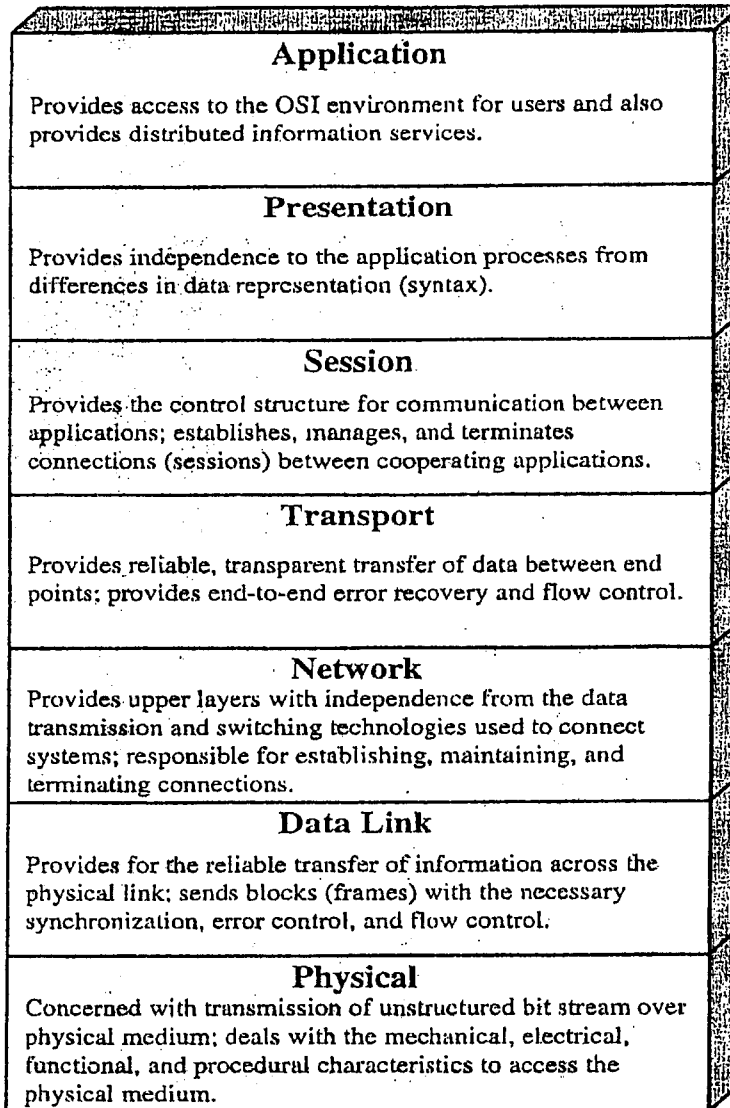 Application
Provides access to the OSI environment for users and also
provides distributed information services.
Presentation
Provides independence to the application processes from
differences in data representation (syntax).
Session
Provides the control structure for communication between
applications; establishes, manages, and terminates
connections (sessions) between cooperating applications.
Transport
Provides reliable, transparent transfer of data between end
points; provides end-to-end error recovery and flow control.
Network
Provides upper layers with independence from the data
transmission and switching technologies used to connect
systems; responsible for establishing, maintaining, and
terminating connections.
Data Link
Provides for the reliable transfer of information across the
physical link; sends blocks (frames) with the necessary
synchronization, error control, and flow control.
Physical
Concerned with transmission of unstructured bit stream over
physical medium; deals with the mechanical, electrical,
functional, and procedural characteristics to access the
physical medium.